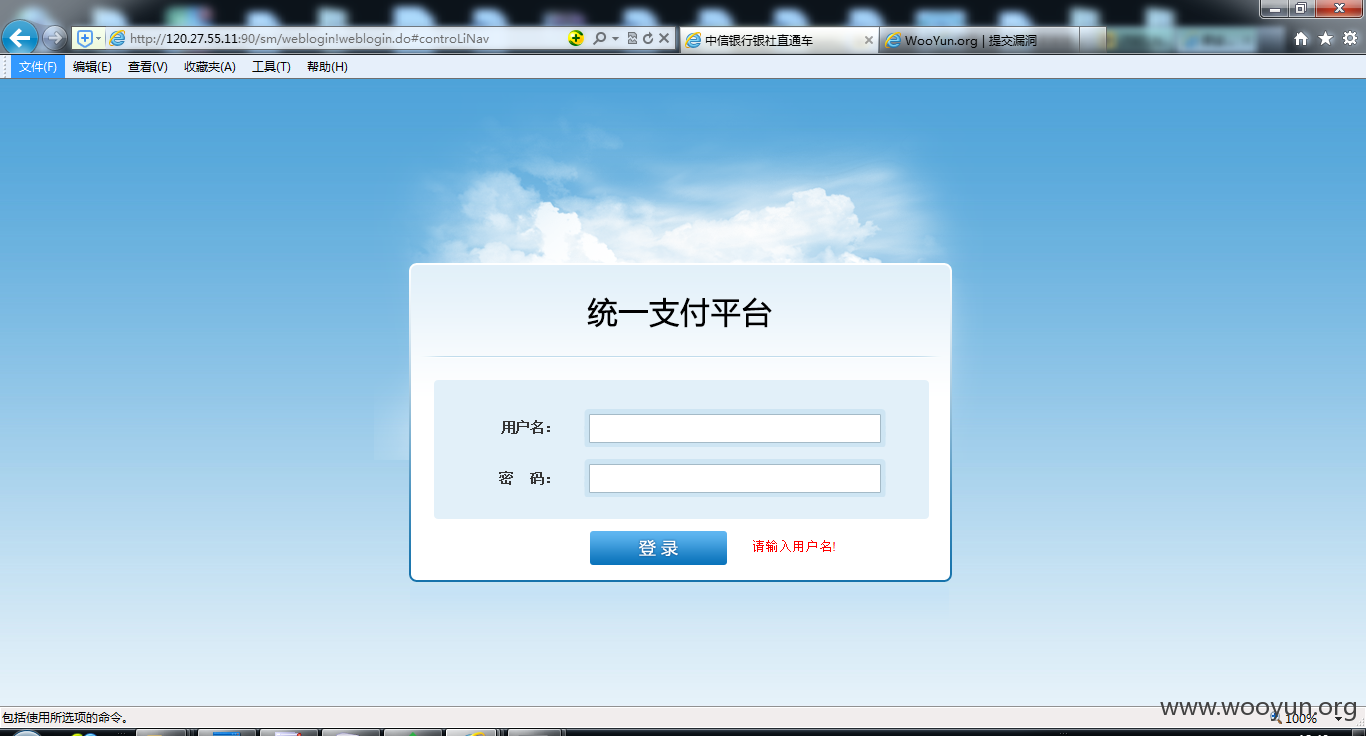 http://120.27.55.11:90/sm/weblogin!weblogin.do#controLiNav
中信银行银社直通车
WooYun.org | 提交漏洞
文件(F) 编辑(E) 查看(V) 收藏夹(A) 工具(T) 帮助(H)
统一支付平台
用户名：
密 码：
登 录
请输入用户名!
www.wooyun.org
包括使用所选项的命令。
100%